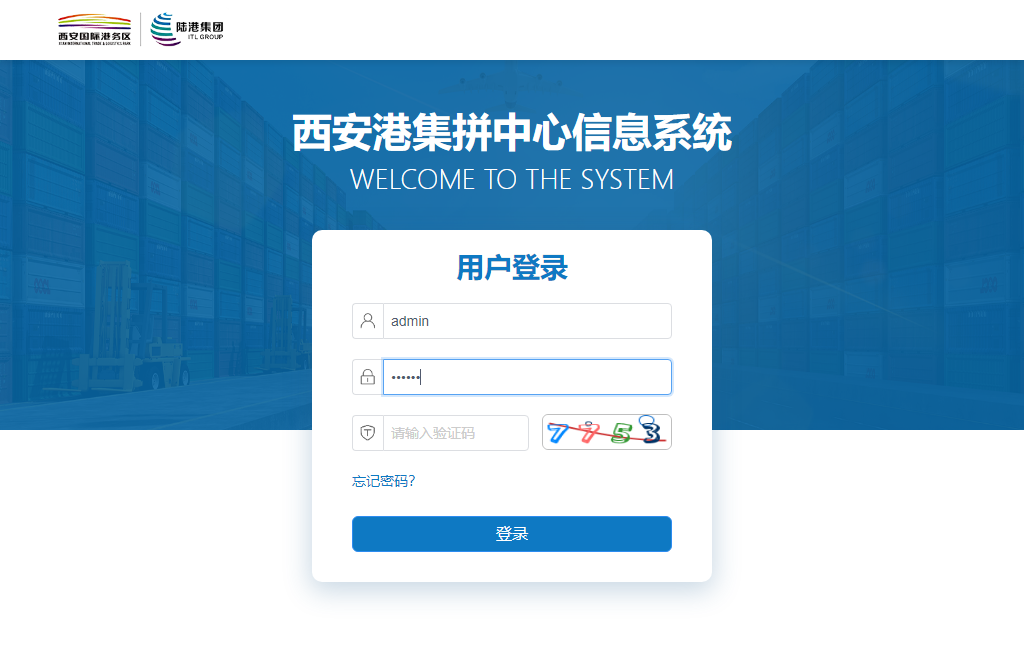 西安国际港务区
XI'AN INTERNATIONAL TRADE & LOGISTICS PARK
陆港集团
ITL GROUP
西安港集拼中心信息系统
WELCOME TO THE SYSTEM
用户登录
admin
••••••
请输入验证码
7753
忘记密码?
登录